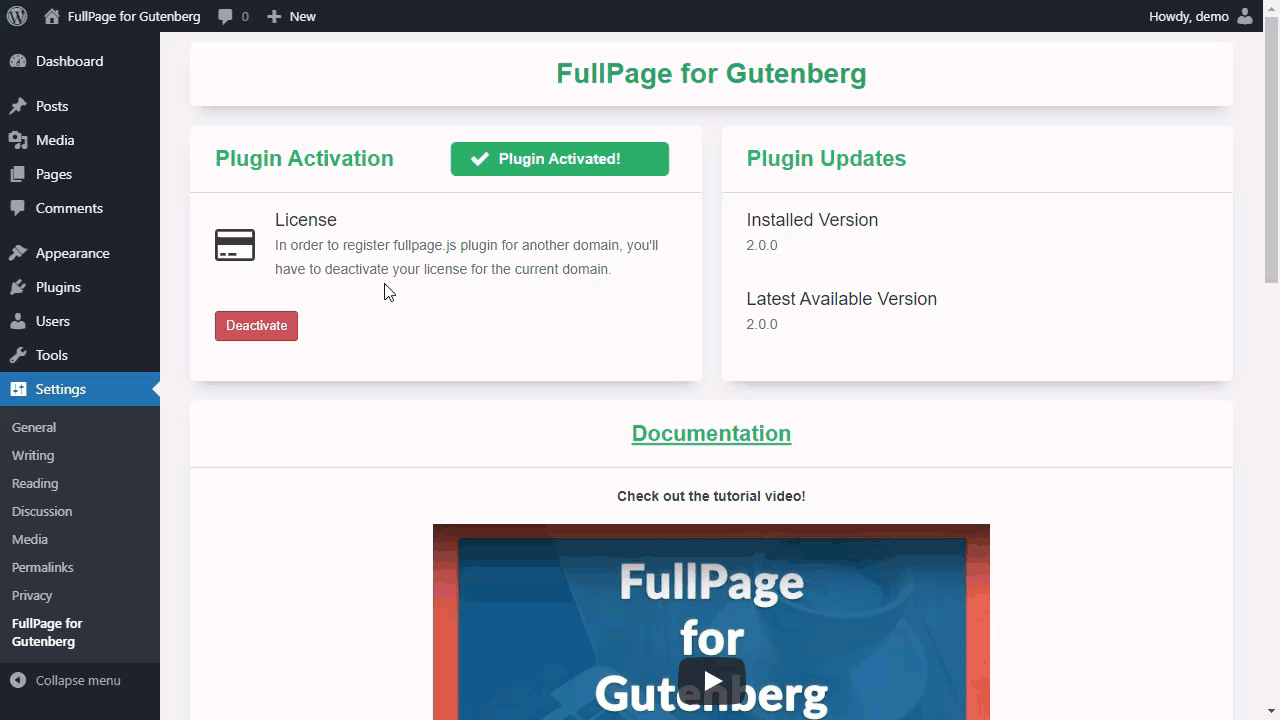 FullPage for Gutenberg
0
New
Howdy, demo
Dashboard
Posts
Media
Pages
Comments
Appearance
Plugins
Users
Tools
Settings
General
Writing
Reading
Discussion
Media
Permalinks
Privacy
FullPage for
Gutenberg
Collapse menu
FullPage for Gutenberg
Plugin Activation
Plugin Activated!
License
In order to register fullpage.js plugin for another domain, you'll
have to deactivate your license for the current domain.
Deactivate
Plugin Updates
Installed Version
2.0.0
Latest Available Version
2.0.0
Documentation
Check out the tutorial video!
FullPage
for
Gutenberg